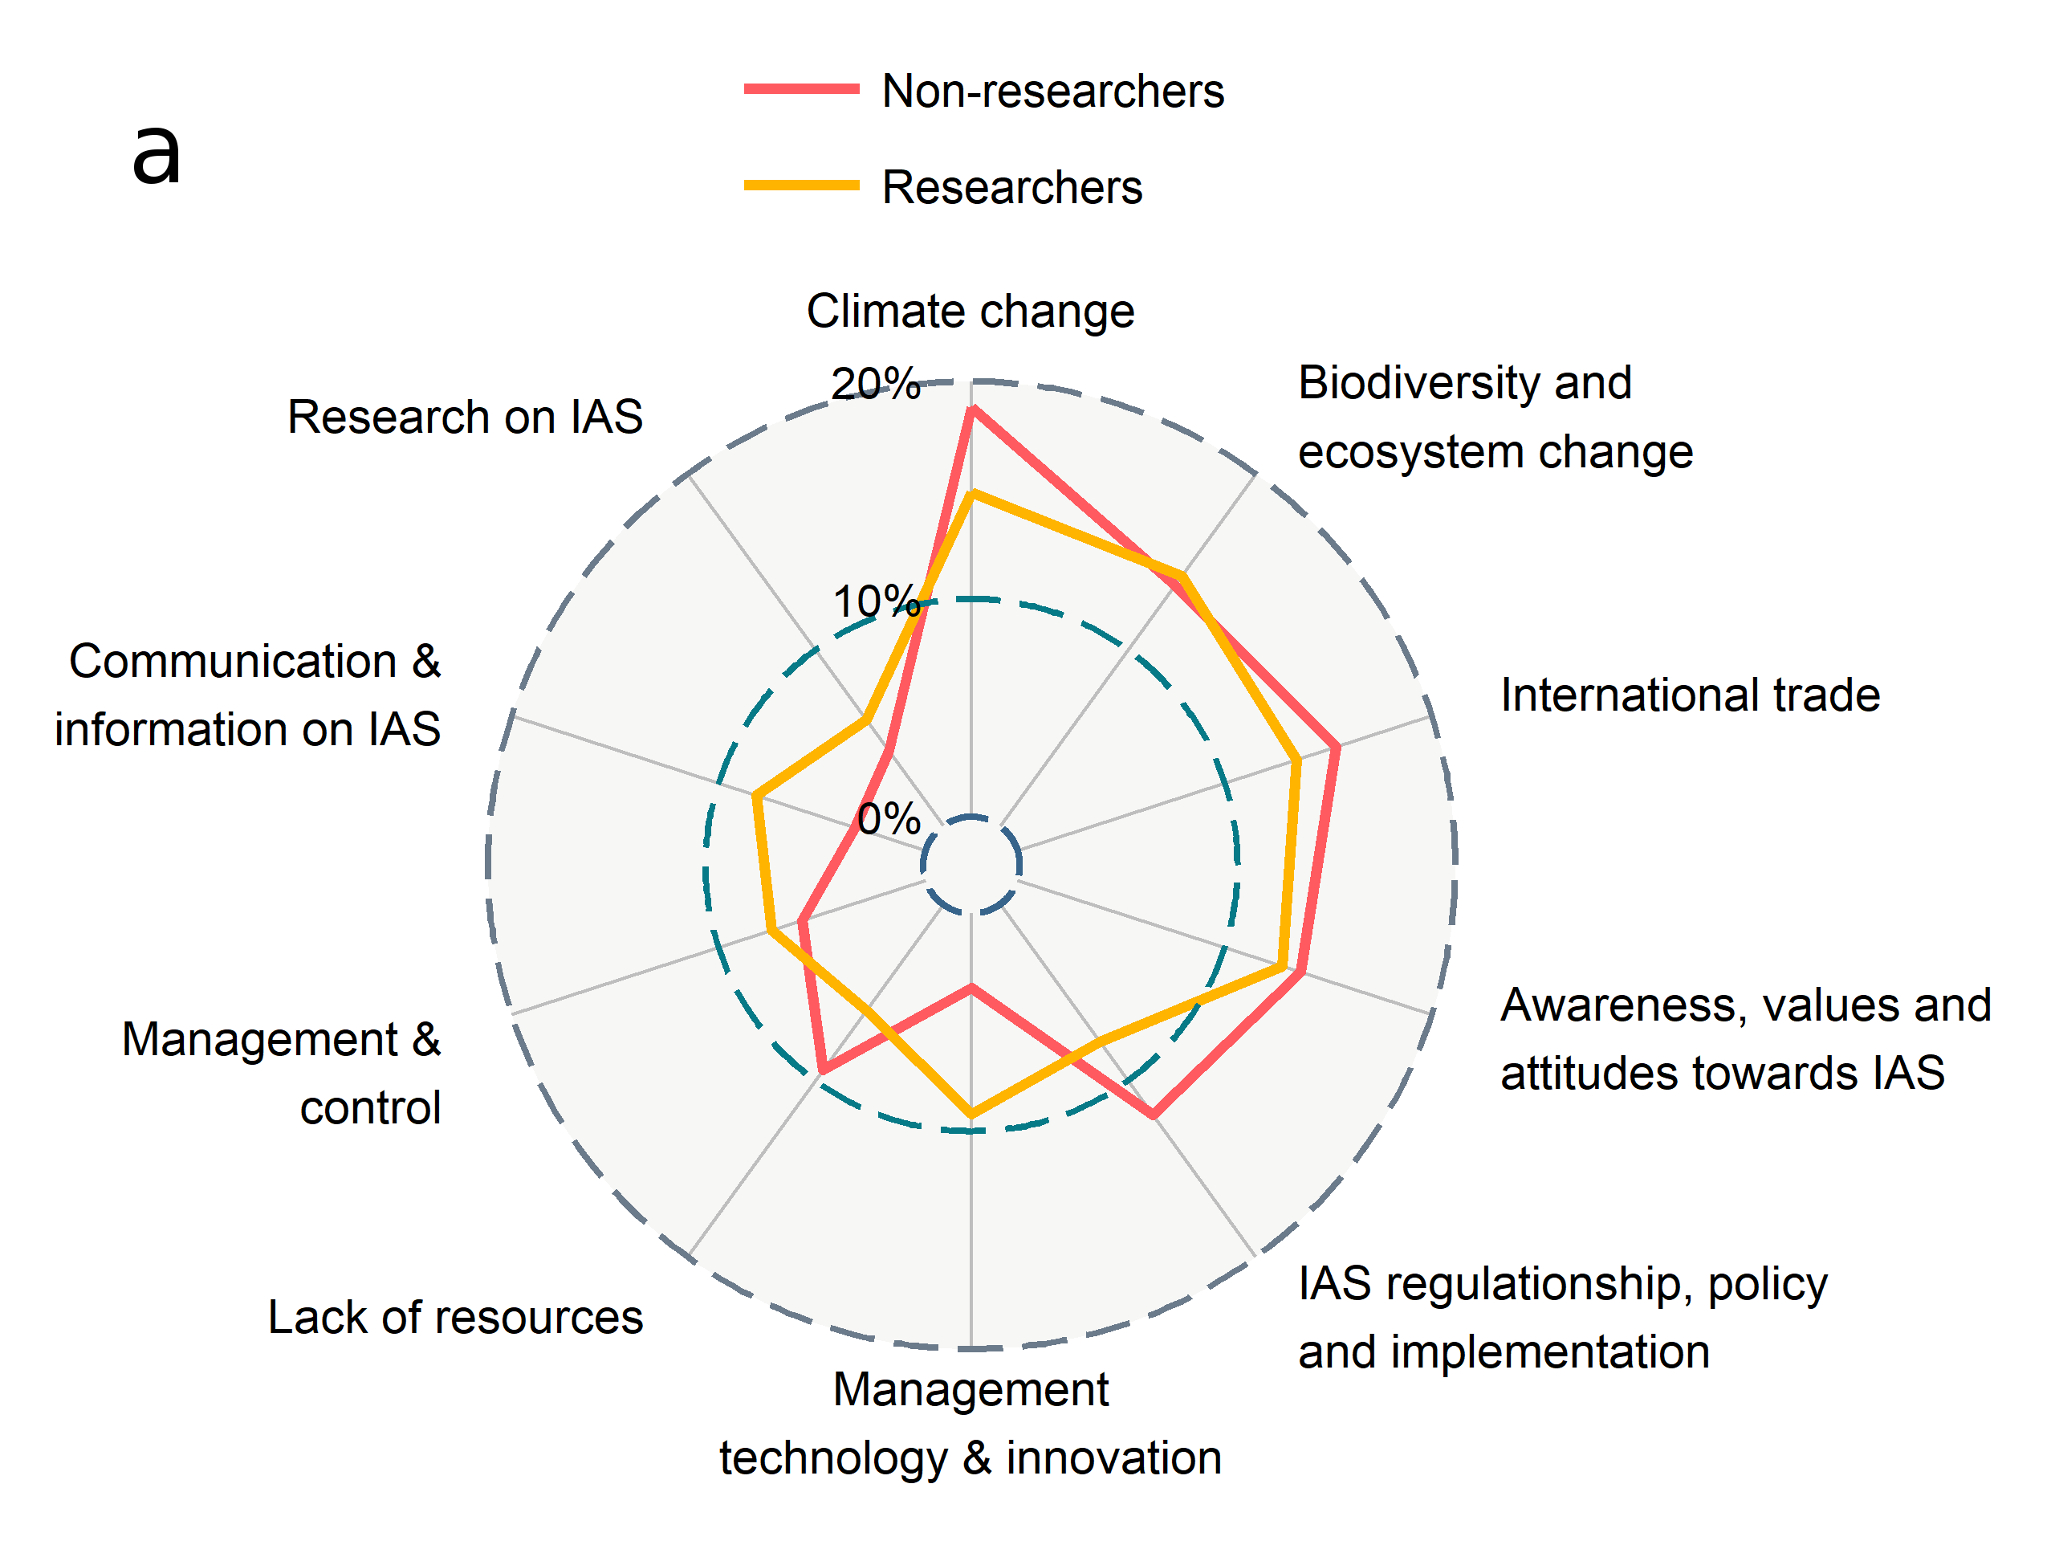 a
Non-researchers
Researchers
Climate change
20%
10%
0%
Biodiversity and
ecosystem change
International trade
Awareness, values and
attitudes towards IAS
IAS regulationship, policy
and implementation
Management
technology & innovation
Lack of resources
Management &
control
Communication &
information on IAS
Research on IAS